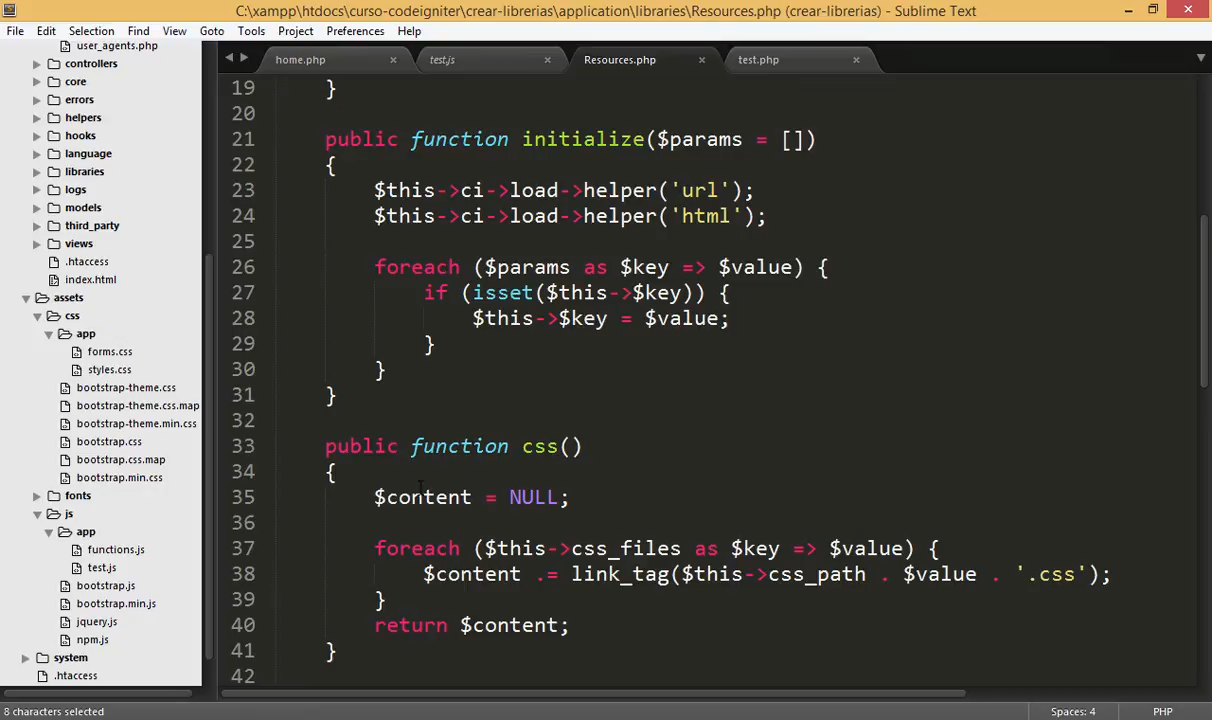 C:\xampp\htdocs\curso-codeigniter\crear-librerias\application\libraries\Resources.php (crear-librerias) - Sublime Text
File Edit Selection Find View Goto Tools Project Preferences Help
user_agents.php
controllers
core
errors
helpers
hooks
language
libraries
logs
models
third_party
views
.htaccess
index.html
assets
css
app
forms.css
styles.css
bootstrap-theme.css
bootstrap-theme.css.map
bootstrap-theme.min.css
bootstrap.css
bootstrap.css.map
bootstrap.min.css
fonts
js
app
functions.js
test.js
bootstrap.js
bootstrap.min.js
jquery.js
npm.js
system
.htaccess
home.php test.js Resources.php test.php
19 }
20
21 public function initialize($params = [])
22 {
23 $this->ci->load->helper('url');
24 $this->ci->load->helper('html');
25
26 foreach ($params as $key => $value) {
27 if (isset($this->$key)) {
28 $this->$key = $value;
29 }
30 }
31 }
32
33 public function css()
34 {
35 $content = NULL;
36
37 foreach ($this->css_files as $key => $value) {
38 $content .= link_tag($this->css_path . $value . '.css');
39 }
40 return $content;
41 }
42
8 characters selected Spaces: 4 PHP